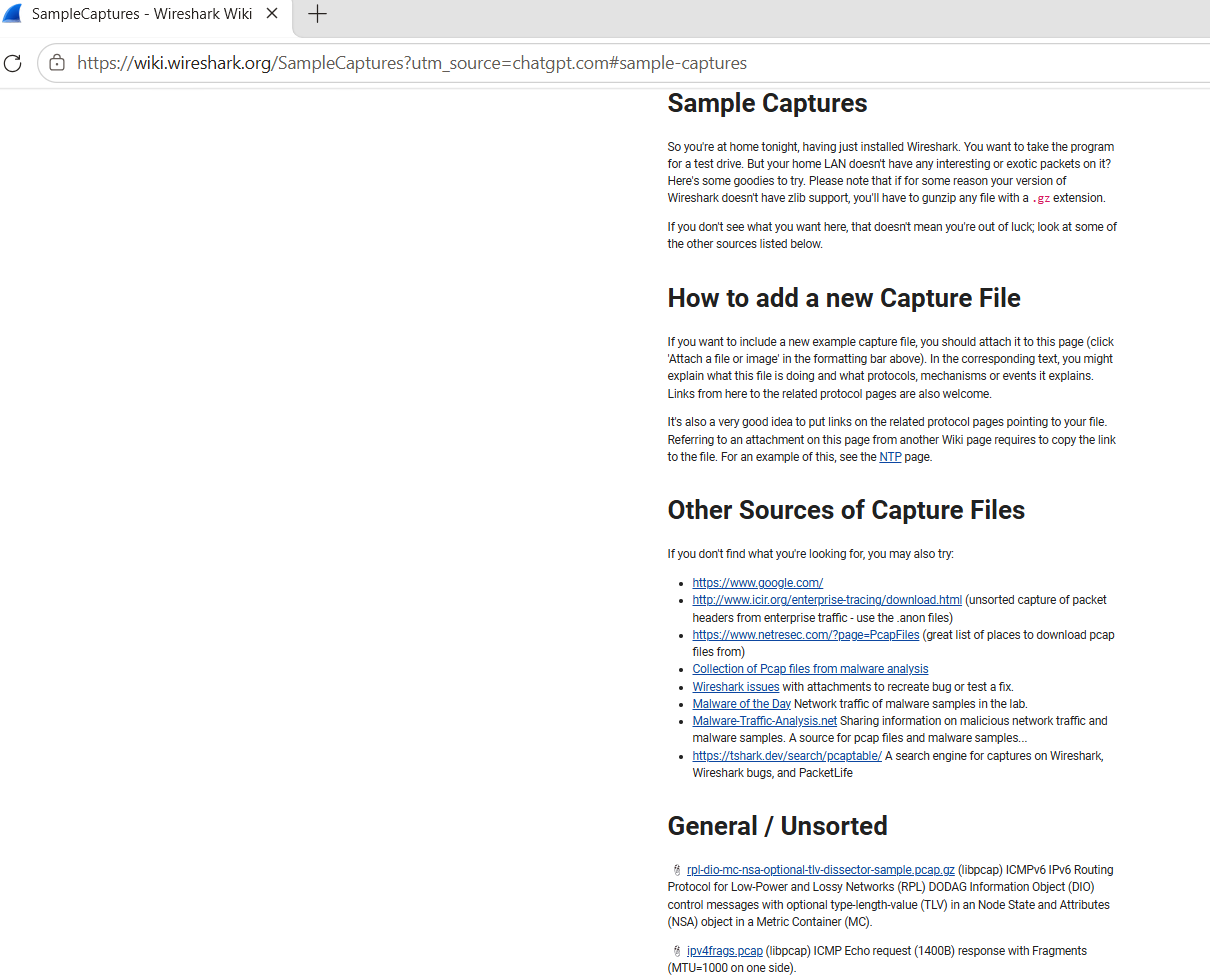 SampleCaptures - Wireshark Wiki
https://wiki.wireshark.org/SampleCaptures?utm_source=chatgpt.com#sample-captures
Sample Captures
So you're at home tonight, having just installed Wireshark. You want to take the program
for a test drive. But your home LAN doesn't have any interesting or exotic packets on it?
Here's some goodies to try. Please note that if for some reason your version of
Wireshark doesn't have zlib support, you'll have to gunzip any file with a .gz extension.
If you don't see what you want here, that doesn't mean you're out of luck; look at some of
the other sources listed below.
How to add a new Capture File
If you want to include a new example capture file, you should attach it to this page (click
'Attach a file or image' in the formatting bar above). In the corresponding text, you might
explain what this file is doing and what protocols, mechanisms or events it explains.
Links from here to the related protocol pages are also welcome.
It's also a very good idea to put links on the related protocol pages pointing to your file.
Referring to an attachment on this page from another Wiki page requires to copy the link
to the file. For an example of this, see the NTP page.
Other Sources of Capture Files
If you don't find what you're looking for, you may also try:
https://www.google.com/
http://www.icir.org/enterprise-tracing/download.html (unsorted capture of packet
headers from enterprise traffic - use the .anon files)
https://www.netresec.com/?page=PcapFiles (great list of places to download pcap
files from)
Collection of Pcap files from malware analysis
Wireshark issues with attachments to recreate bug or test a fix.
Malware of the Day Network traffic of malware samples in the lab.
Malware-Traffic-Analysis.net Sharing information on malicious network traffic and
malware samples. A source for pcap files and malware samples...
https://tshark.dev/search/pcaptable/ A search engine for captures on Wireshark,
Wireshark bugs, and PacketLife
General / Unsorted
rpl-dio-mc-nsa-optional-tlv-dissector-sample.pcap.gz (libpcap) ICMPv6 IPv6 Routing
Protocol for Low-Power and Lossy Networks (RPL) DODAG Information Object (DIO)
control messages with optional type-length-value (TLV) in an Node State and Attributes
(NSA) object in a Metric Container (MC).
ipv4frags.pcap (libpcap) ICMP Echo request (1400B) response with Fragments
(MTU=1000 on one side).